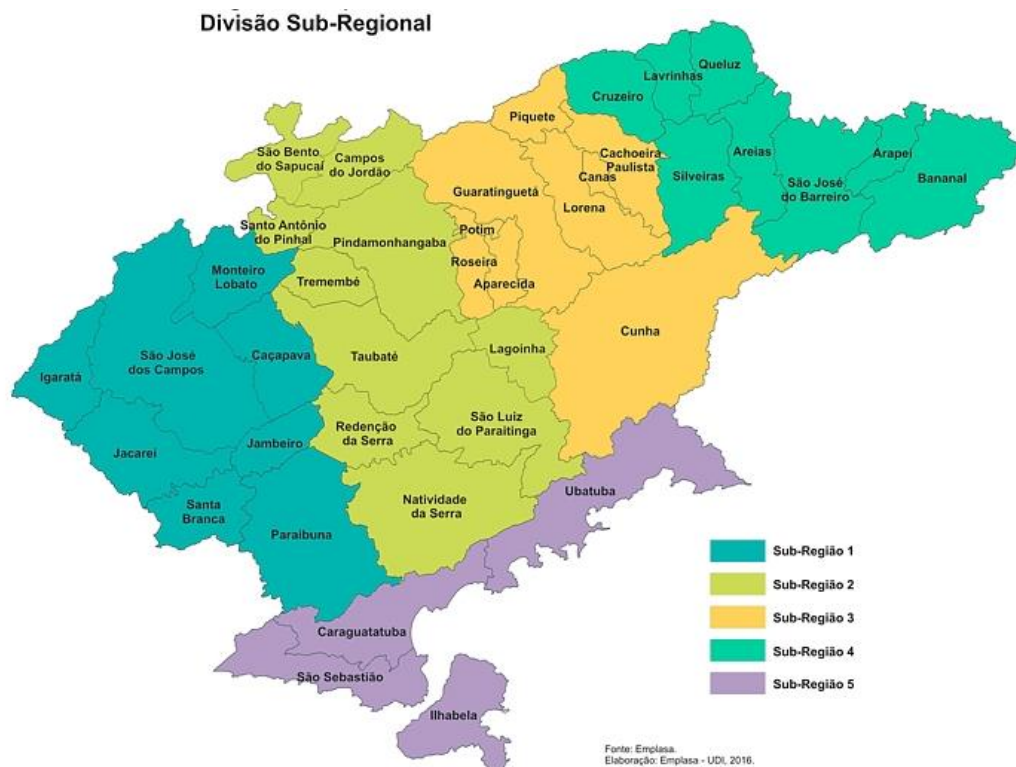 Divisão Sub-Regional
Queluz
Lavrinhas
Cruzeiro
Piquete
São Bento
do Sapucaí
Campos
do Jordão
Cachoeira
Paulista
Canas
Silveiras
Areias
Arapeí
São José
do Barreiro
Bananal
Guaratinguetá
Lorena
Santo Antônio
do Pinhal
Pindamonhangaba
Potim
Roseira
Aparecida
Monteiro
Lobato
Tremembé
Cunha
São José
dos Campos
Caçapava
Taubaté
Lagoinha
Igaratá
Redenção
da Serra
São Luiz
do Paraitinga
Jacareí
Jambeiro
Santa
Branca
Paraibuna
Natividade
da Serra
Ubatuba
Caraguatatuba
São Sebastião
Ilhabela
Sub-Região 1
Sub-Região 2
Sub-Região 3
Sub-Região 4
Sub-Região 5
Fonte: Emplasa.
Elaboração: Emplasa - UDI, 2016.